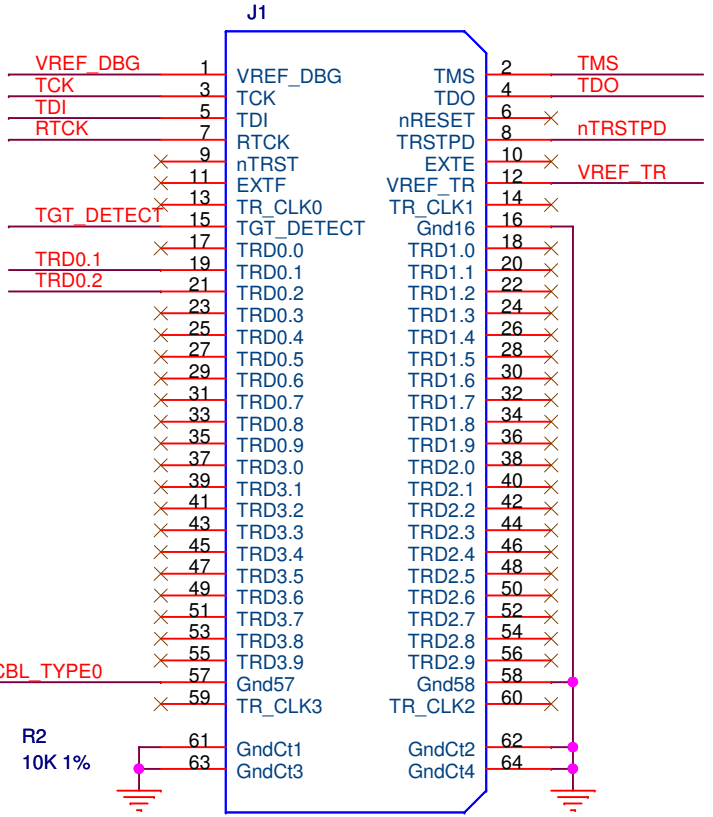 J1
VREF_DBG 1 VREF_DBG TMS 2 TMS
TCK 3 TCK TDO 4 TDO
TDI 5 TDI nRESET 6
RTCK 7 RTCK TRSTPD 8 nTRSTPD
9 nTRST EXTE 10
11 EXTF VREF_TR 12 VREF_TR
13 TR_CLK0 TR_CLK1 14
TGT_DETECT 15 TGT_DETECT Gnd16 16
17 TRD0.0 TRD1.0 18
TRD0.1 19 TRD0.1 TRD1.1 20
TRD0.2 21 TRD0.2 TRD1.2 22
23 TRD0.3 TRD1.3 24
25 TRD0.4 TRD1.4 26
27 TRD0.5 TRD1.5 28
29 TRD0.6 TRD1.6 30
31 TRD0.7 TRD1.7 32
33 TRD0.8 TRD1.8 34
35 TRD0.9 TRD1.9 36
37 TRD3.0 TRD2.0 38
39 TRD3.1 TRD2.1 40
41 TRD3.2 TRD2.2 42
43 TRD3.3 TRD2.3 44
45 TRD3.4 TRD2.4 46
47 TRD3.5 TRD2.5 48
49 TRD3.6 TRD2.6 50
51 TRD3.7 TRD2.7 52
53 TRD3.8 TRD2.8 54
55 TRD3.9 TRD2.9 56
CBL_TYPE0 57 Gnd57 Gnd58 58
59 TR_CLK3 TR_CLK2 60
R2
61 GndCt1 GndCt2 62
10K 1% 63 GndCt3 GndCt4 64